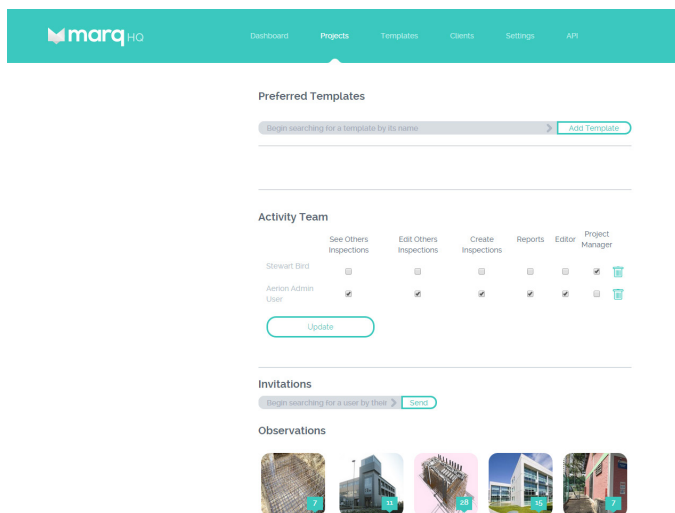 marq HQ
Dashboard Projects Templates Clients Settings API
Preferred Templates
Begin searching for a template by its name Add Template
Activity Team
See Others Inspections Edit Others Inspections Create Inspections Reports Editor Project Manager
Stewart Bird
Aerion Admin User
Update
Invitations
Begin searching for a user by their Send
Observations
7 11 28 15 7